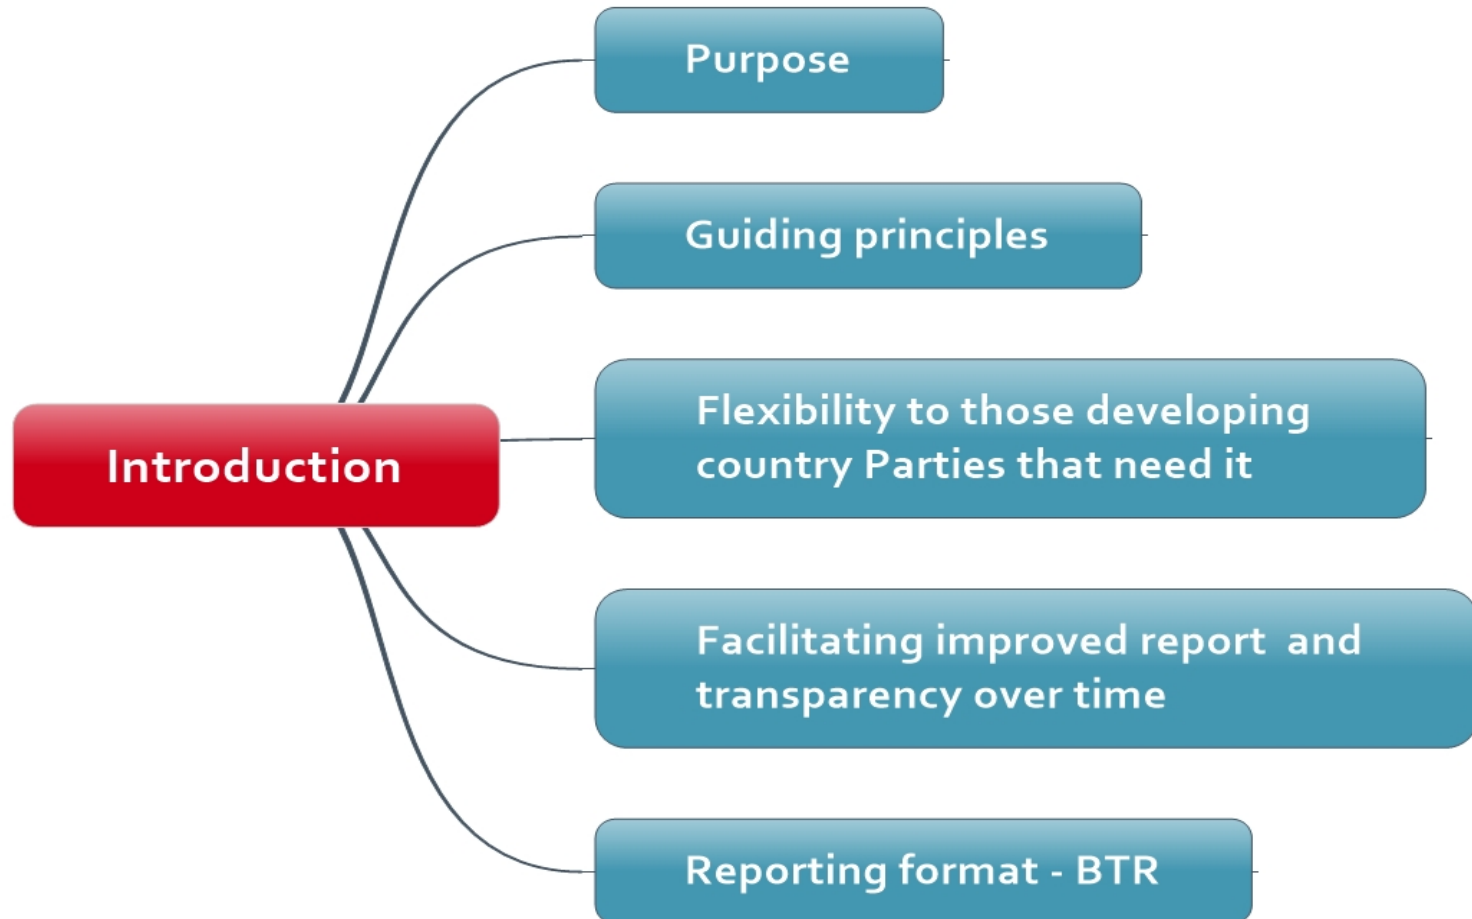 Purpose
Guiding principles
Flexibility to those developing
country Parties that need it
Introduction
Facilitating improved report  and
transparency over time
Reporting format - BTR